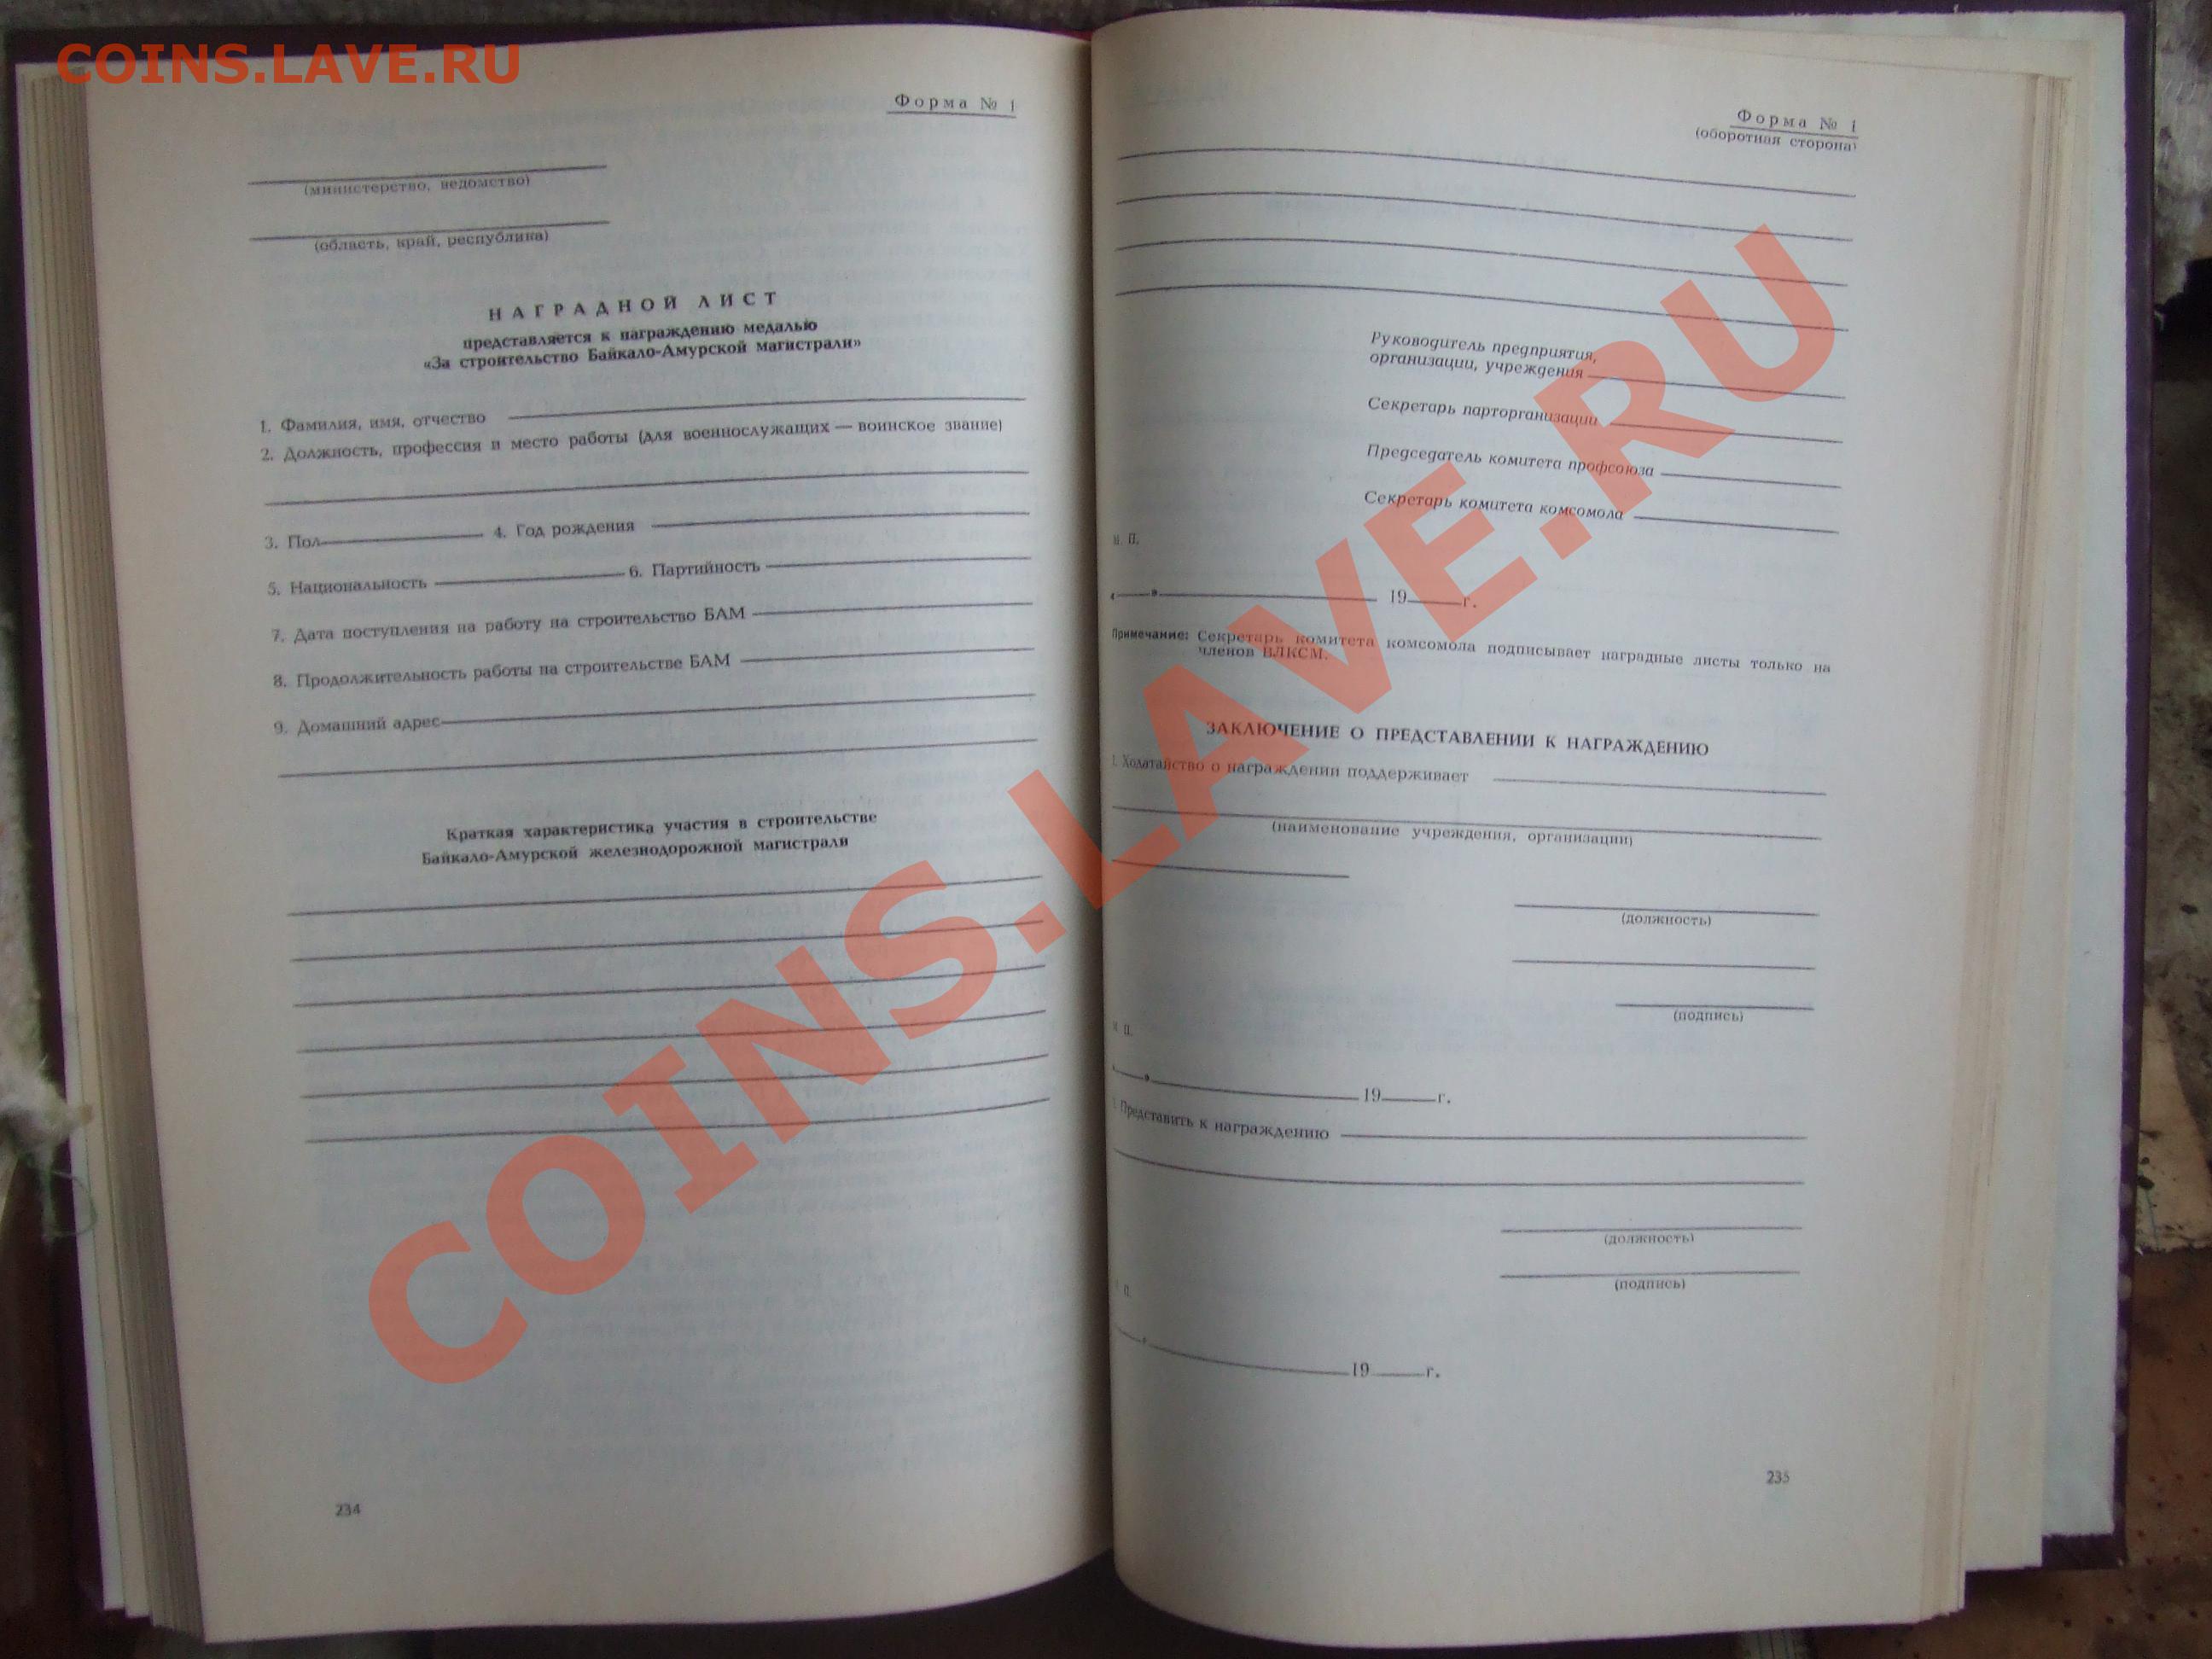 COINS.LAVE.RU
Форма № 1
(министерство, ведомство)
(область, край, республика)
НАГРАДНОЙ ЛИСТ
представляется к награждению медалью
«За строительство Байкало-Амурской магистрали»
1. Фамилия, имя, отчество
2. Должность, профессия и место работы (для военнослужащих — воинское звание)
3. Пол 4. Год рождения
5. Национальность 6. Партийность
7. Дата поступления на работу на строительство БАМ
8. Продолжительность работы на строительстве БАМ
9. Домашний адрес
Краткая характеристика участия в строительстве
Байкало-Амурской железнодорожной магистрали
234
Форма № 1
(оборотная сторона)
Руководитель предприятия,
организации, учреждения
Секретарь парторганизации
Председатель комитета профсоюза
Секретарь комитета комсомола
М. П.
« » 19 г.
Примечание: Секретарь комитета комсомола подписывает наградные листы только на
членов ВЛКСМ.
ЗАКЛЮЧЕНИЕ О ПРЕДСТАВЛЕНИИ К НАГРАЖДЕНИЮ
1. Ходатайство о награждении поддерживает
(наименование учреждения, организации)
(должность)
(подпись)
М. П.
« » 19 г.
Представить к награждению
(должность)
(подпись)
П.
» 19 г.
235
COINS.LAVE.RU